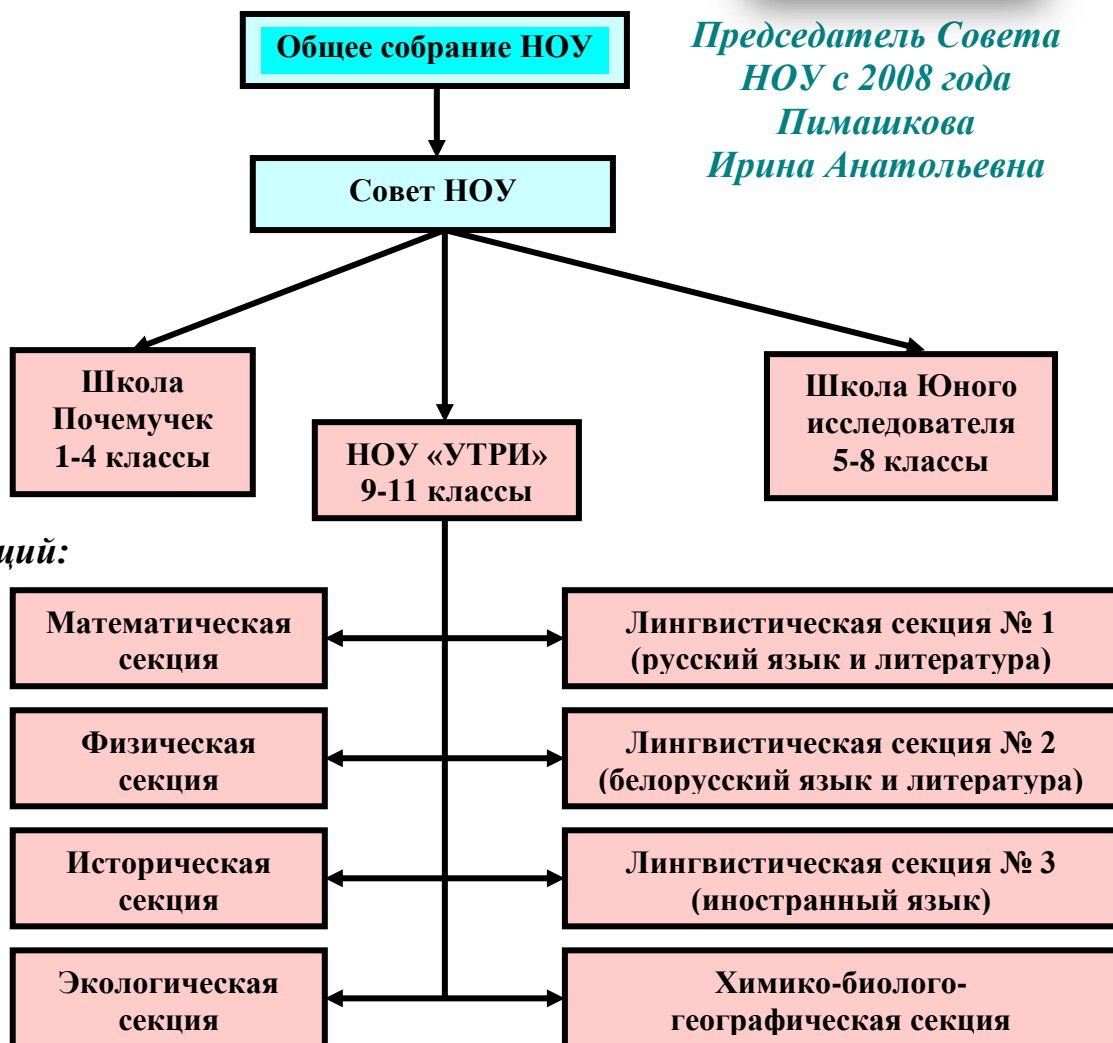 Общее собрание НОУ
Председатель Совета
НОУ с 2008 года
Пимашкова
Ирина Анатольевна
Совет НОУ
Школа
Почемучек
1-4 классы
НОУ «УТРИ»
9-11 классы
Школа Юного
исследователя
5-8 классы
ций:
Математическая
секция
Лингвистическая секция № 1
(русский язык и литература)
Физическая
секция
Лингвистическая секция № 2
(белорусский язык и литература)
Историческая
секция
Лингвистическая секция № 3
(иностранный язык)
Экологическая
секция
Химико-биолого-
географическая секция